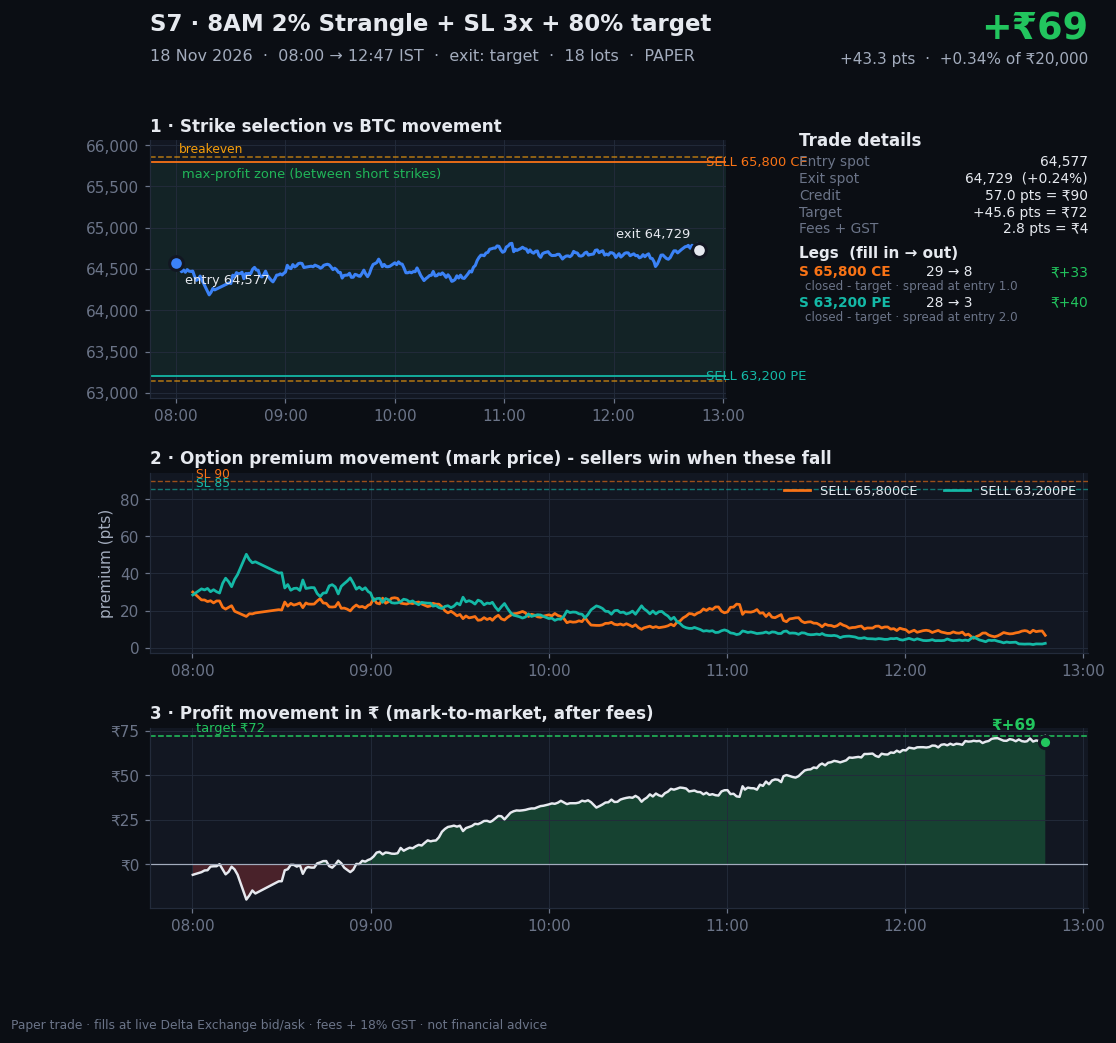 S7 · 8AM 2% Strangle + SL 3x + 80% target
+₹69
18 Nov 2026 · 08:00 → 12:47 IST · exit: target · 18 lots · PAPER
+43.3 pts · +0.34% of ₹20,000
1 · Strike selection vs BTC movement
66,000
65,500
65,000
64,500
64,000
63,500
63,000
breakeven
SELL 65,800 CE
max-profit zone (between short strikes)
exit 64,729
entry 64,577
SELL 63,200 PE
08:00 09:00 10:00 11:00 12:00 13:00
Trade details
Entry spot 64,577
Exit spot 64,729 (+0.24%)
Credit 57.0 pts = ₹90
Target +45.6 pts = ₹72
Fees + GST 2.8 pts = ₹4
Legs (fill in → out)
S 65,800 CE 29 → 8 ₹+33
closed - target · spread at entry 1.0
S 63,200 PE 28 → 3 ₹+40
closed - target · spread at entry 2.0
2 · Option premium movement (mark price) - sellers win when these fall
SL 90
SL 85
SELL 65,800CE SELL 63,200PE
premium (pts)
80
60
40
20
0
08:00 09:00 10:00 11:00 12:00 13:00
3 · Profit movement in ₹ (mark-to-market, after fees)
target ₹72
₹+69
₹75
₹50
₹25
₹0
08:00 09:00 10:00 11:00 12:00 13:00
Paper trade · fills at live Delta Exchange bid/ask · fees + 18% GST · not financial advice